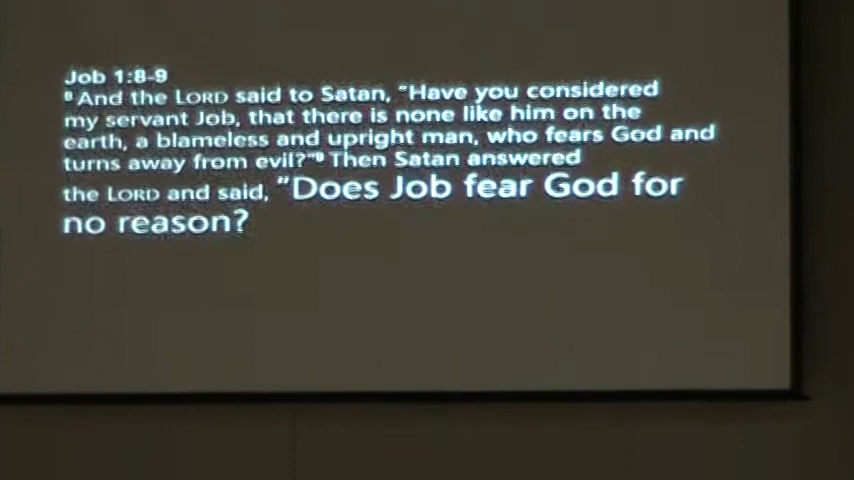 Job 1:8-9
8 And the LORD said to Satan, "Have you considered
my servant Job, that there is none like him on the
earth, a blameless and upright man, who fears God and
turns away from evil?"9 Then Satan answered
the LORD and said, "Does Job fear God for
no reason?